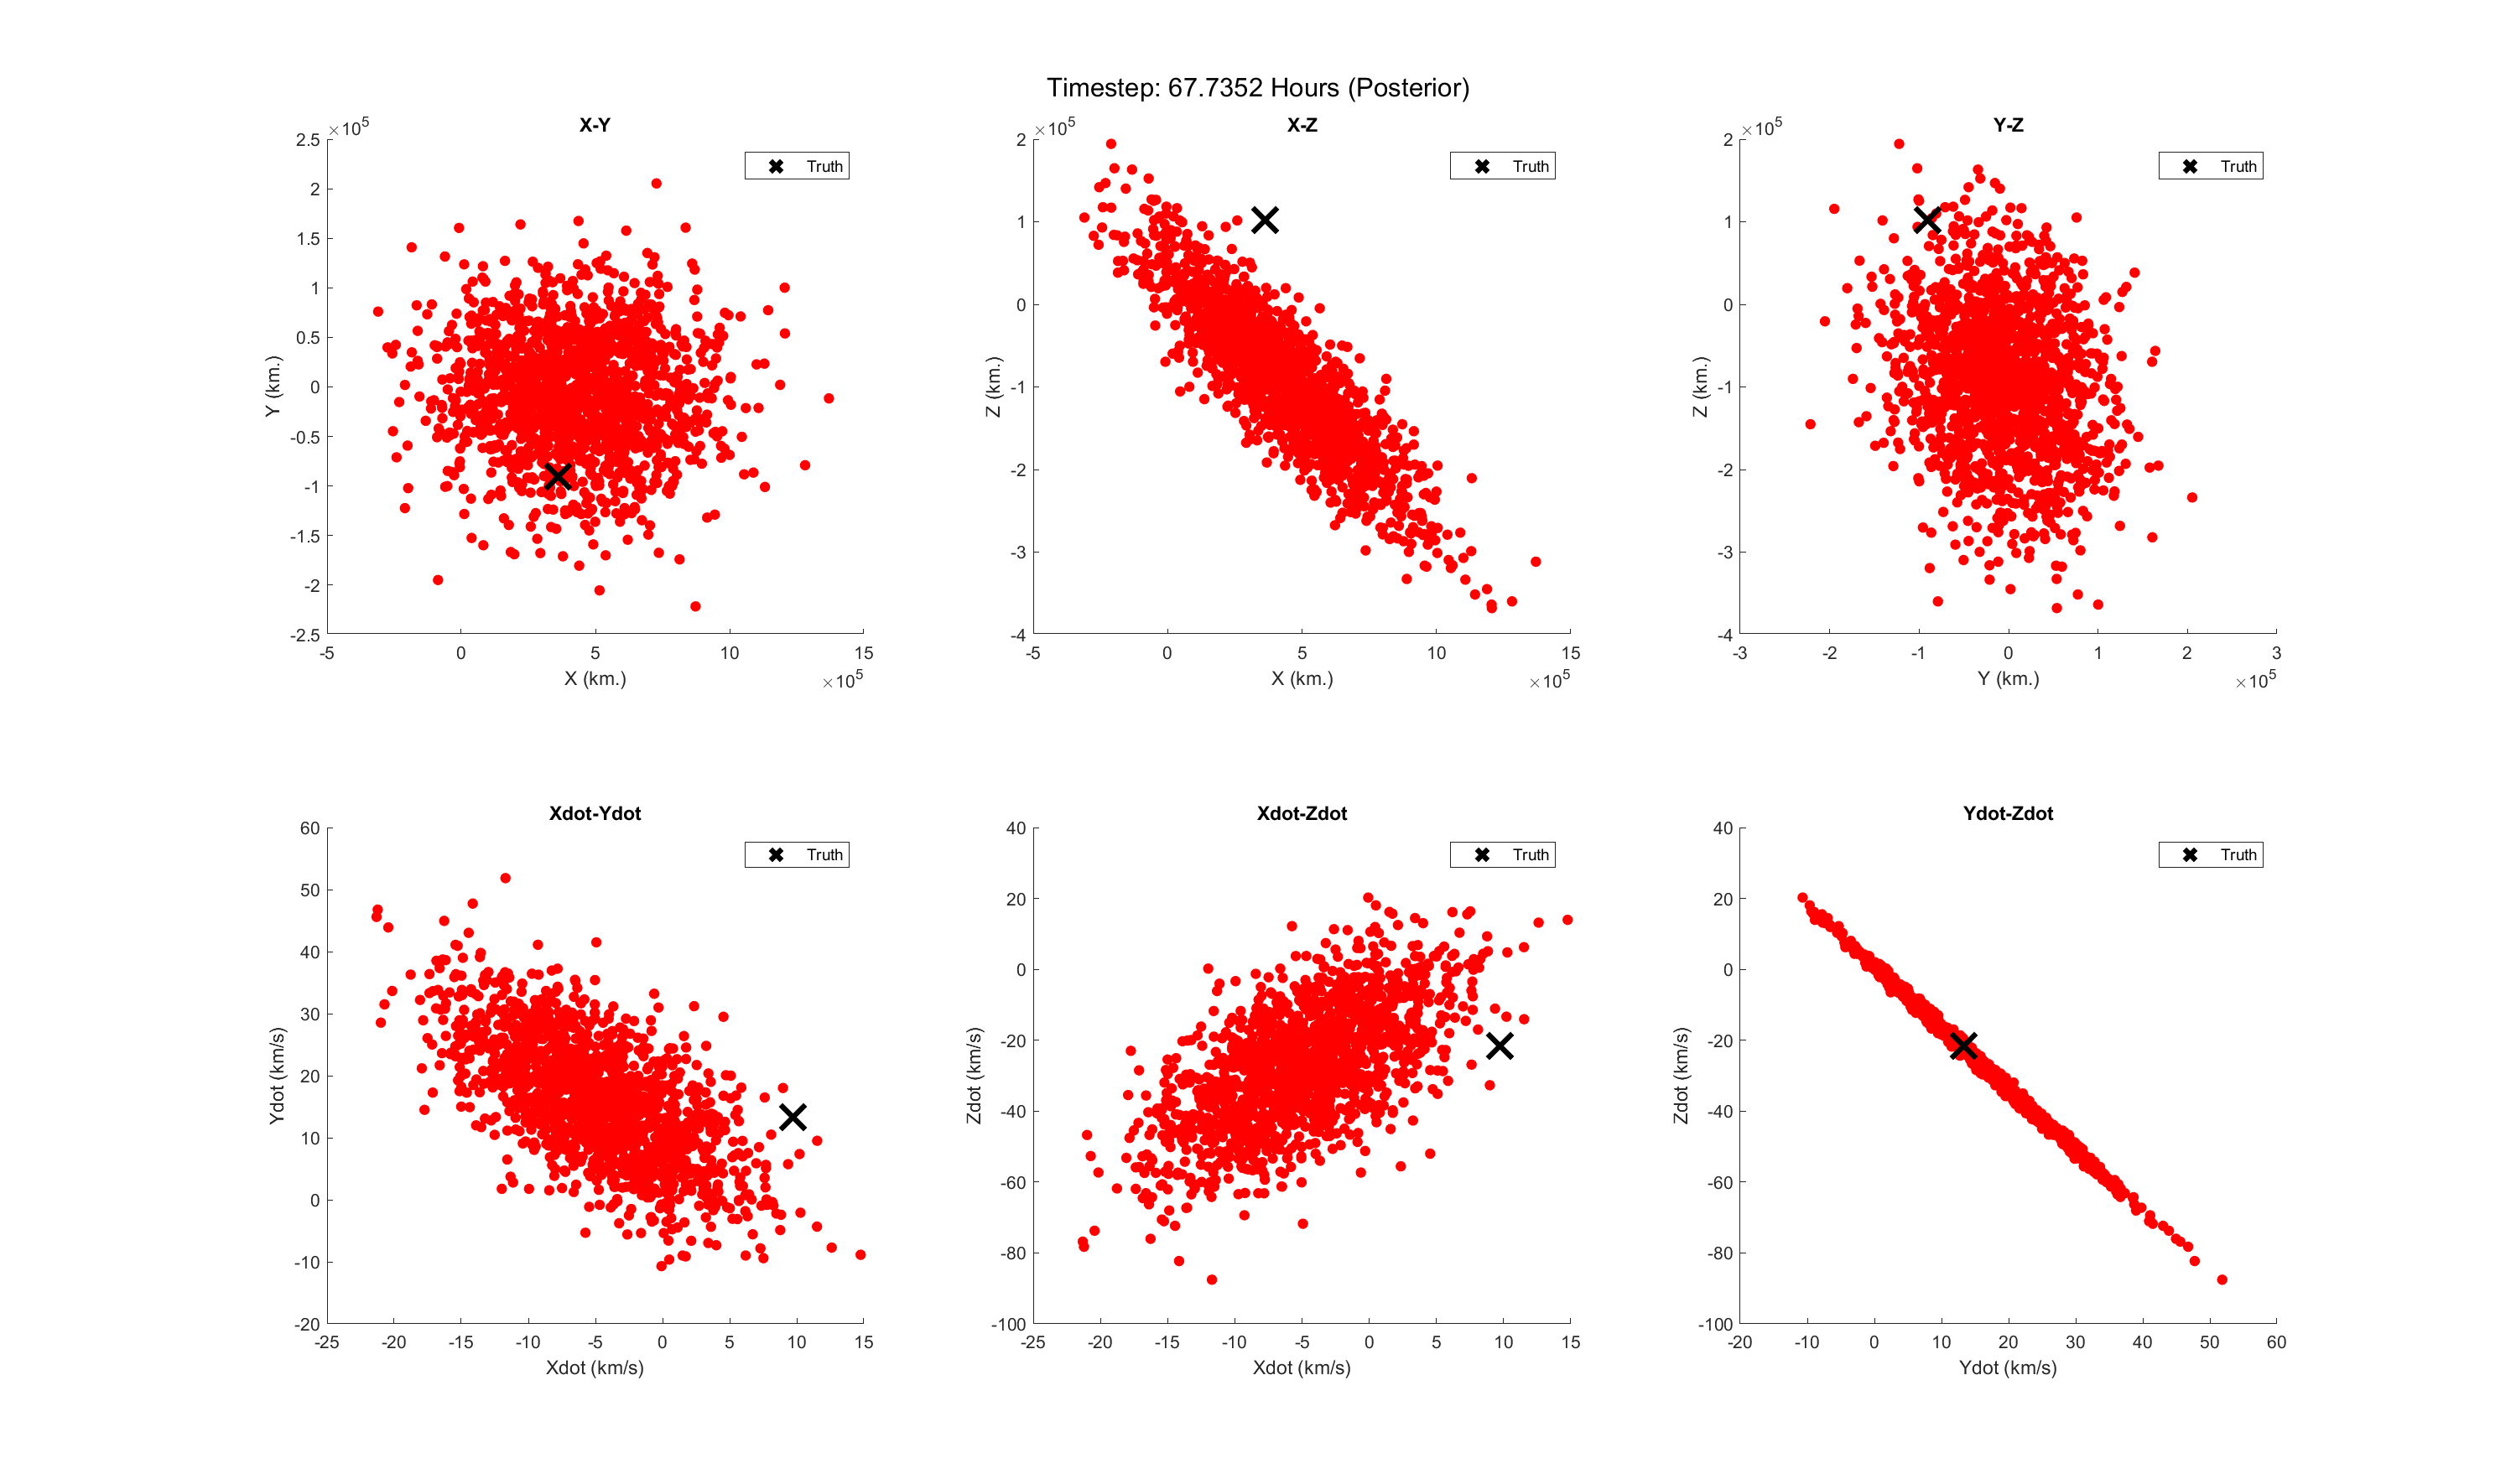 Timestep: 67.7352 Hours (Posterior)
X-Y
×10^5
Truth
2.5
2
1.5
1
0.5
0
-0.5
-1
-1.5
-2
-2.5
Y (km.)
-5 0 5 10 15
X (km.)
×10^5
X-Z
×10^5
Truth
2
1
0
-1
-2
-3
-4
Z (km.)
-5 0 5 10 15
X (km.)
×10^5
Y-Z
×10^5
Truth
2
1
0
-1
-2
-3
-4
Z (km.)
-3 -2 -1 0 1 2 3
Y (km.)
×10^5
Xdot-Ydot
Truth
60
50
40
30
20
10
0
-10
-20
Ydot (km/s)
-25 -20 -15 -10 -5 0 5 10 15
Xdot (km/s)
Xdot-Zdot
Truth
40
20
0
-20
-40
-60
-80
-100
Zdot (km/s)
-25 -20 -15 -10 -5 0 5 10 15
Xdot (km/s)
Ydot-Zdot
Truth
40
20
0
-20
-40
-60
-80
-100
Zdot (km/s)
-20 -10 0 10 20 30 40 50 60
Ydot (km/s)